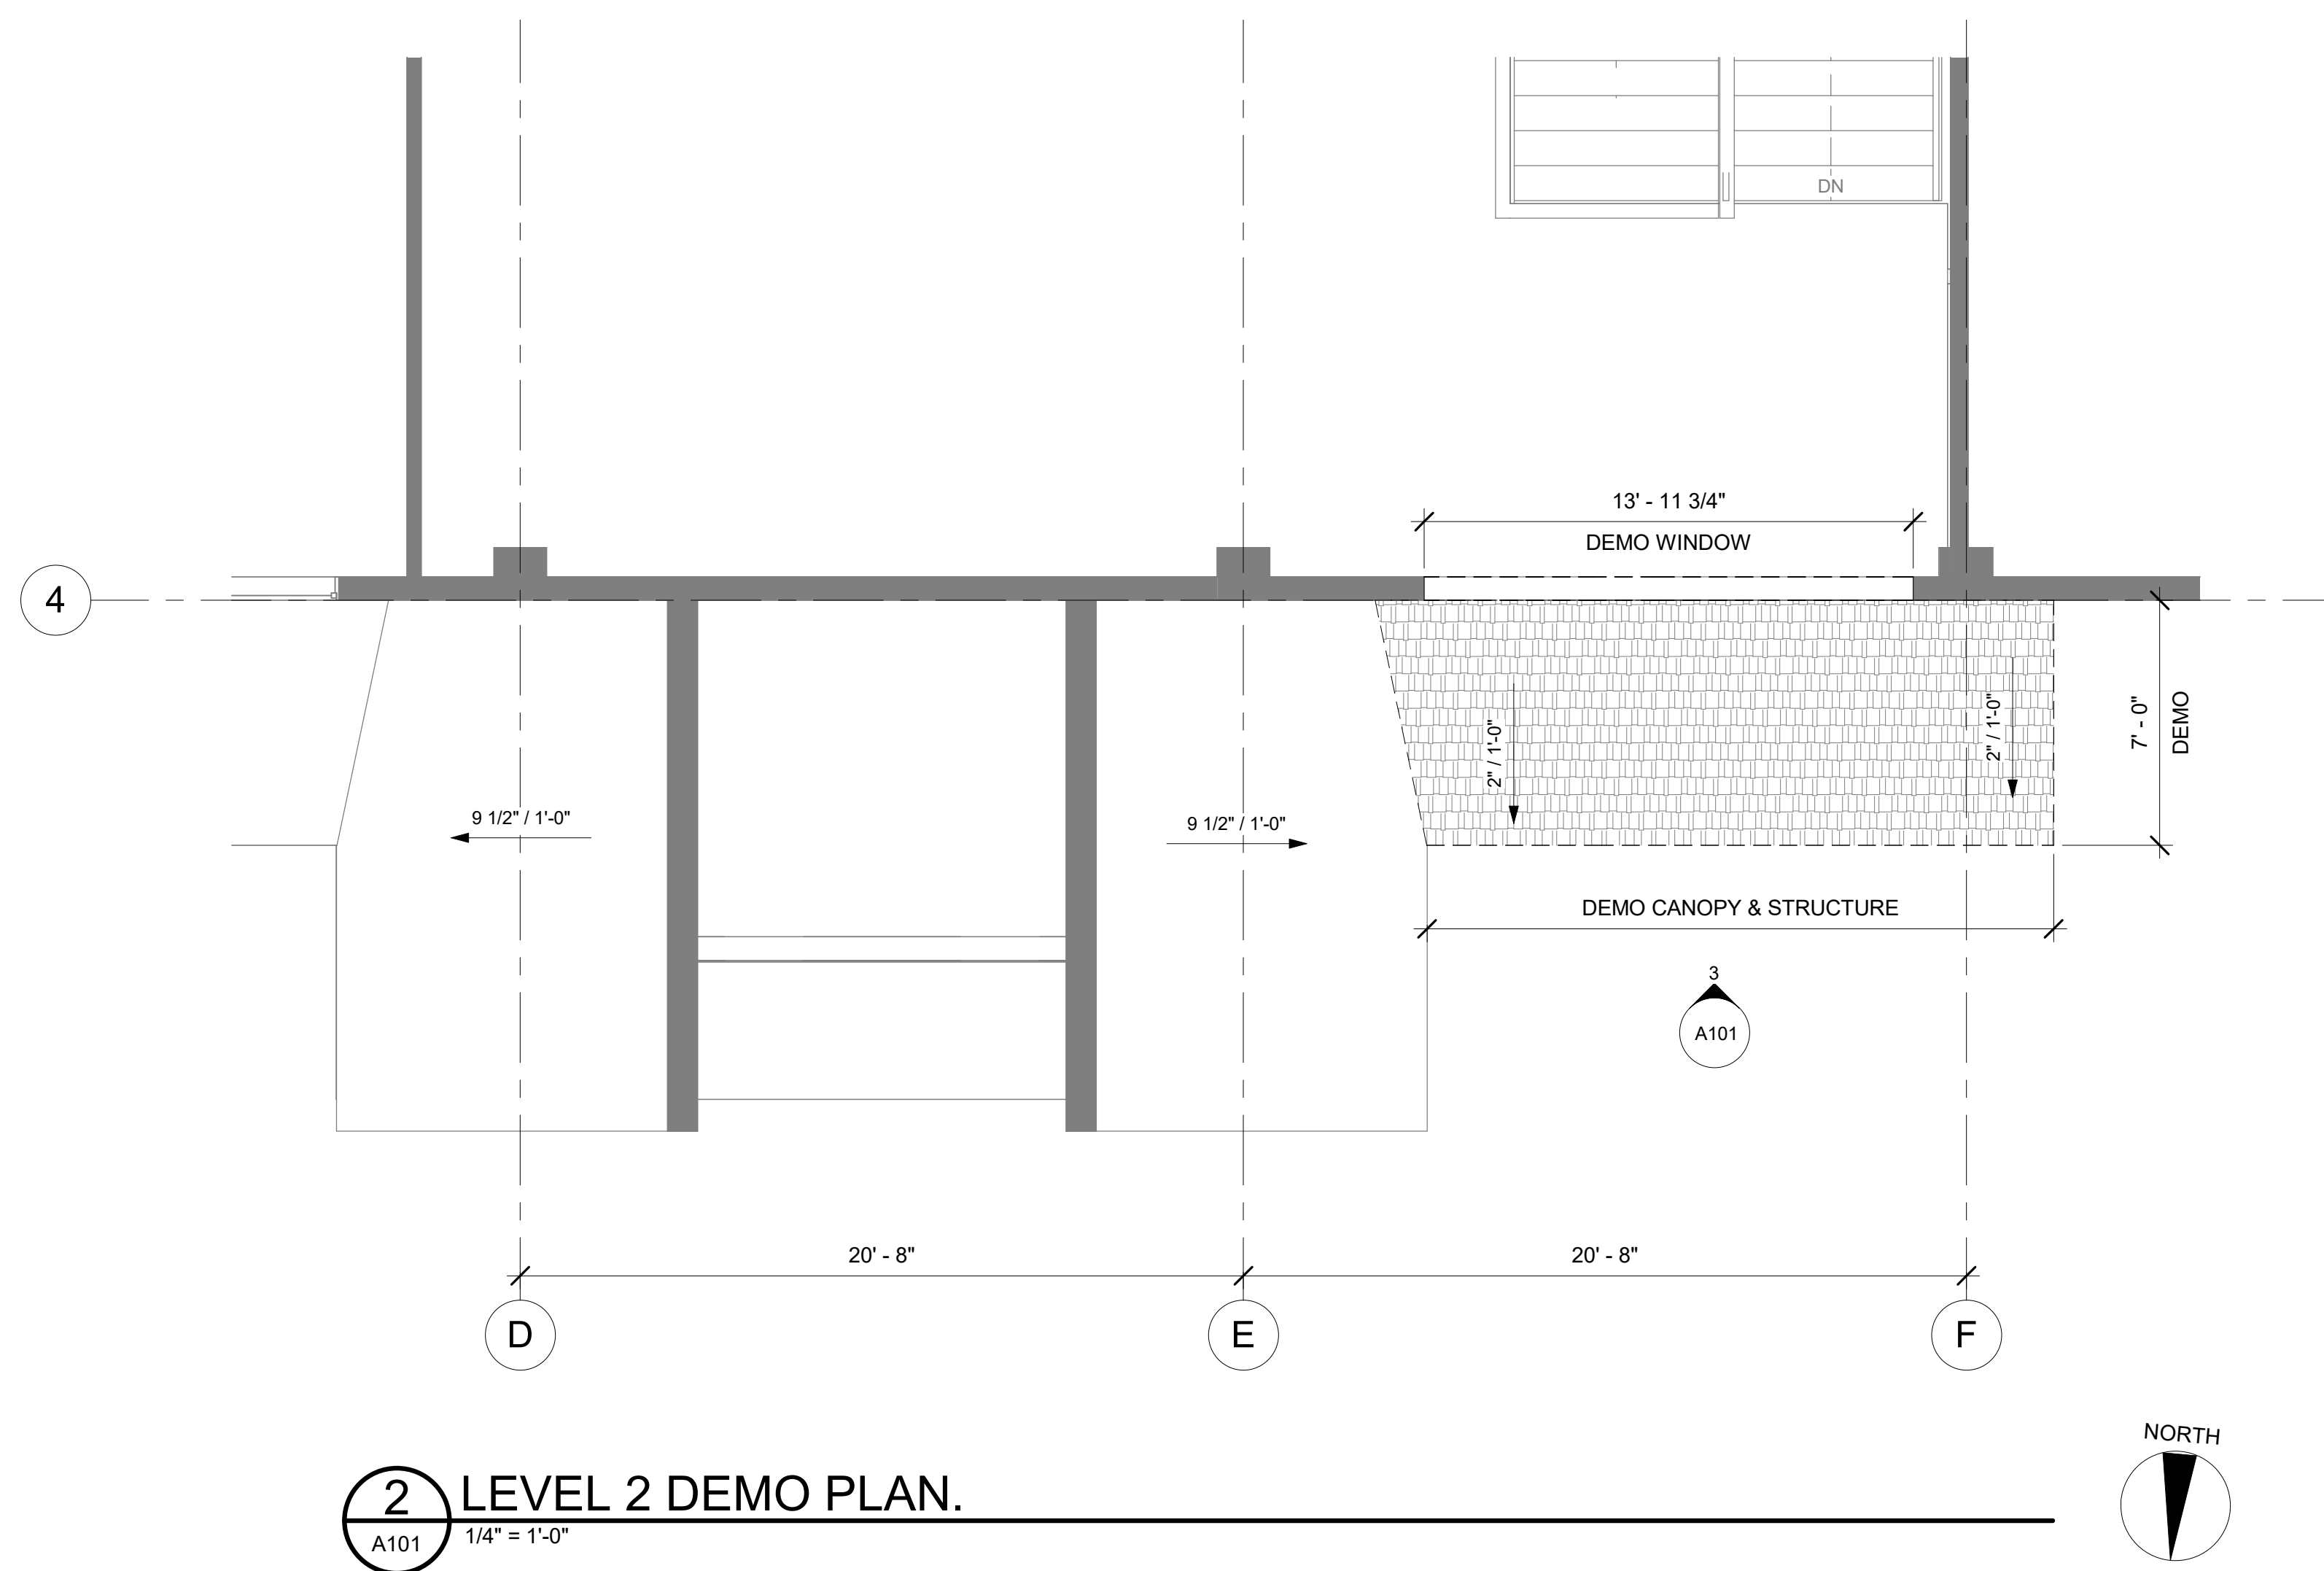 DN
13' - 11 3/4"
DEMO WINDOW
4
2" / 1'-0"
2" / 1'-0"
7' - 0"
DEMO
9 1/2" / 1'-0"
9 1/2" / 1'-0"
DEMO CANOPY & STRUCTURE
3
A101
20' - 8"
20' - 8"
D
E
F
NORTH
2
LEVEL 2 DEMO PLAN.
A101
1/4" = 1'-0"